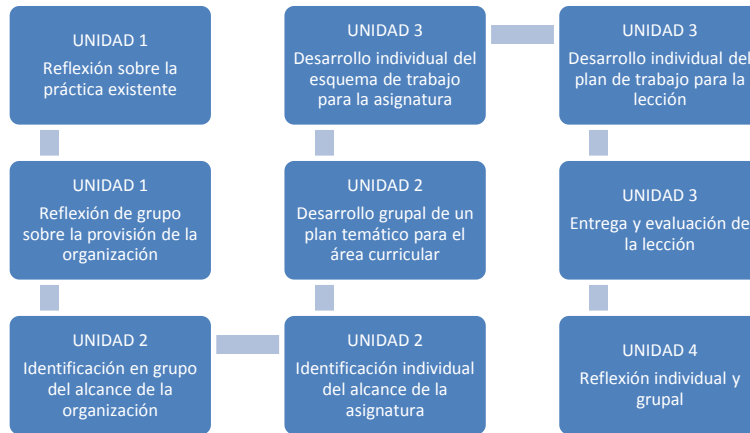 UNIDAD 1
Reflexión sobre la
práctica existente
UNIDAD 1
Reflexión de grupo
sobre la provisión de la
organización
UNIDAD 2
Identificación en grupo
del alcance de la
organización
UNIDAD 2
Identificación individual
del alcance de la
asignatura
UNIDAD 2
Desarrollo grupal de un
plan temático para el
área curricular
UNIDAD 3
Desarrollo individual del
esquema de trabajo
para la asignatura
UNIDAD 3
Desarrollo individual del
plan de trabajo para la
lección
UNIDAD 3
Entrega y evaluación de
la lección
UNIDAD 4
Reflexión individual y
grupal